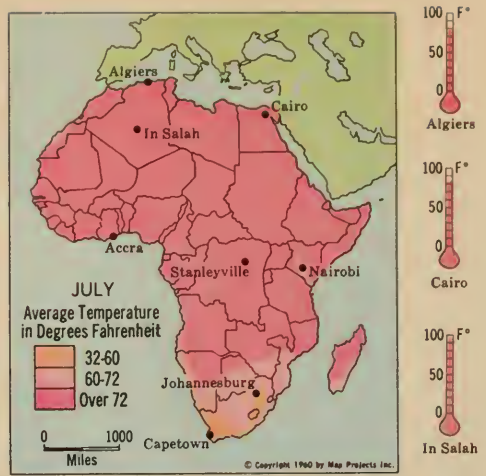 Algiers
Cairo
In Salah
Accra
Stanleyville
Nairobi
JULY
Average Temperature
in Degrees Fahrenheit
32-60
60-72
Over 72
Johannesburg
0 1000
Miles
Capetown
© Copyright 1960 by Map Projects Inc.
100 F°
50
0
Algiers
100 F°
50
0
Cairo
100 F°
50
0
In Salah